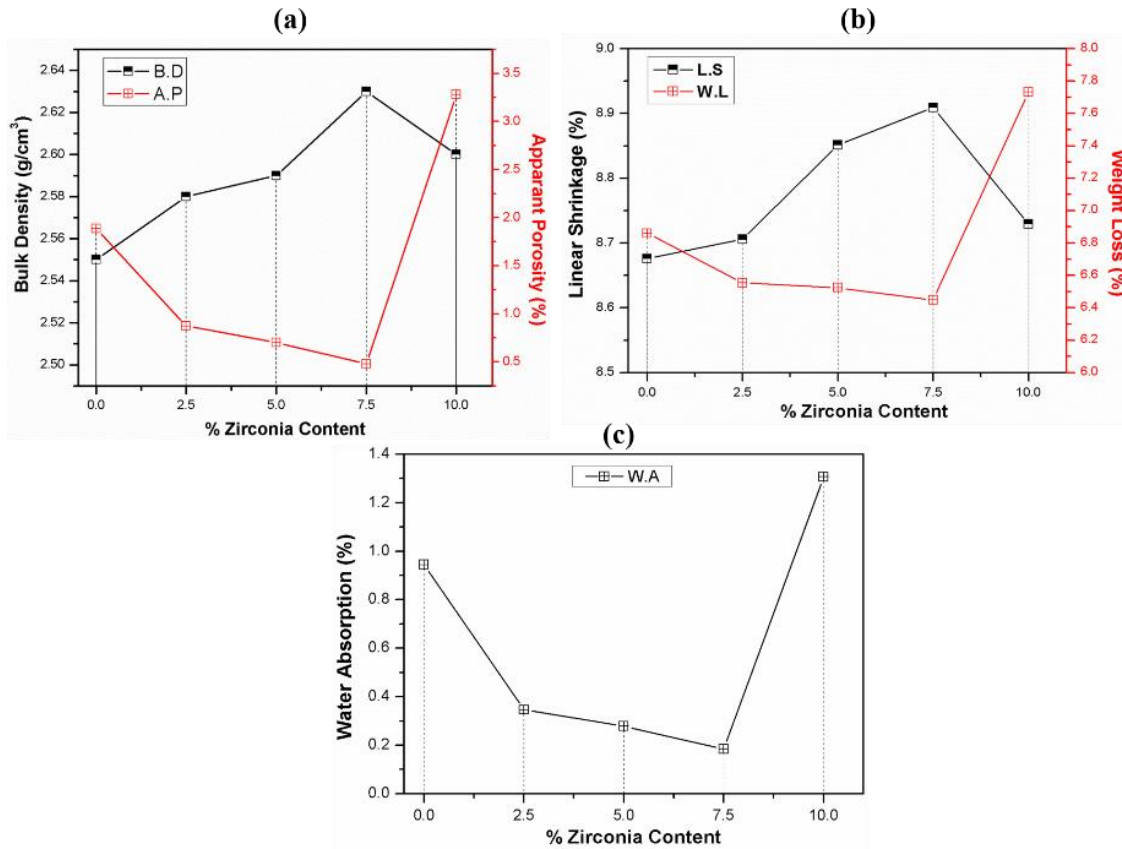 (a)
B.D
A.P
Bulk Density (g/cm³)
2.64
2.62
2.60
2.58
2.56
2.54
2.52
2.50
3.5
3.0
2.5
2.0
1.5
1.0
0.5
Apparant Porosity (%)
0.0 2.5 5.0 7.5 10.0
% Zirconia Content
(b)
L.S
W.L
Linear Shrinkage (%)
9.0
8.9
8.8
8.7
8.6
8.5
8.0
7.8
7.6
7.4
7.2
7.0
6.8
6.6
6.4
6.2
6.0
Weight Loss (%)
0.0 2.5 5.0 7.5 10.0
% Zirconia Content
(c)
W.A
Water Absorption (%)
1.4
1.2
1.0
0.8
0.6
0.4
0.2
0.0
0.0 2.5 5.0 7.5 10.0
% Zirconia Content